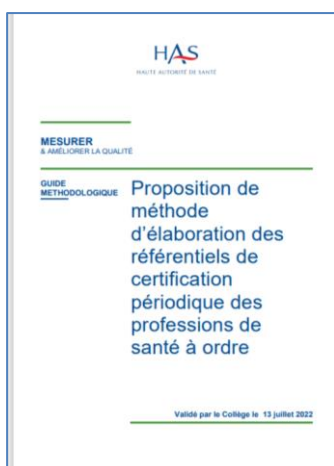 HAS
HAUTE AUTORITÉ DE SANTÉ
MESURER
& AMÉLIORER LA QUALITÉ
GUIDE
METHODOLOGIQUE
Proposition de
méthode
d'élaboration des
référentiels de
certification
périodique des
professions de
santé à ordre
Validé par le Collège le 13 juillet 2022